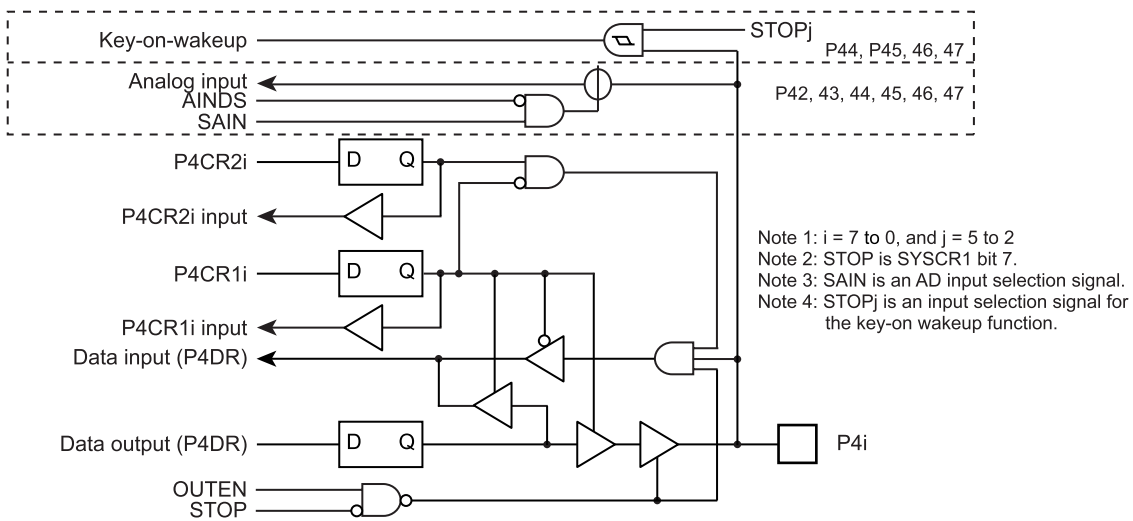 Key-on-wakeup
STOPj
P44, P45, 46, 47
Analog input
AINDS
SAIN
P42, 43, 44, 45, 46, 47
P4CR2i
D Q
P4CR2i input
P4CR1i
D Q
P4CR1i input
Data input (P4DR)
Note 1: i = 7 to 0, and j = 5 to 2
Note 2: STOP is SYSCR1 bit 7.
Note 3: SAIN is an AD input selection signal.
Note 4: STOPj is an input selection signal for
the key-on wakeup function.
Data output (P4DR)
D Q
P4i
OUTEN
STOP